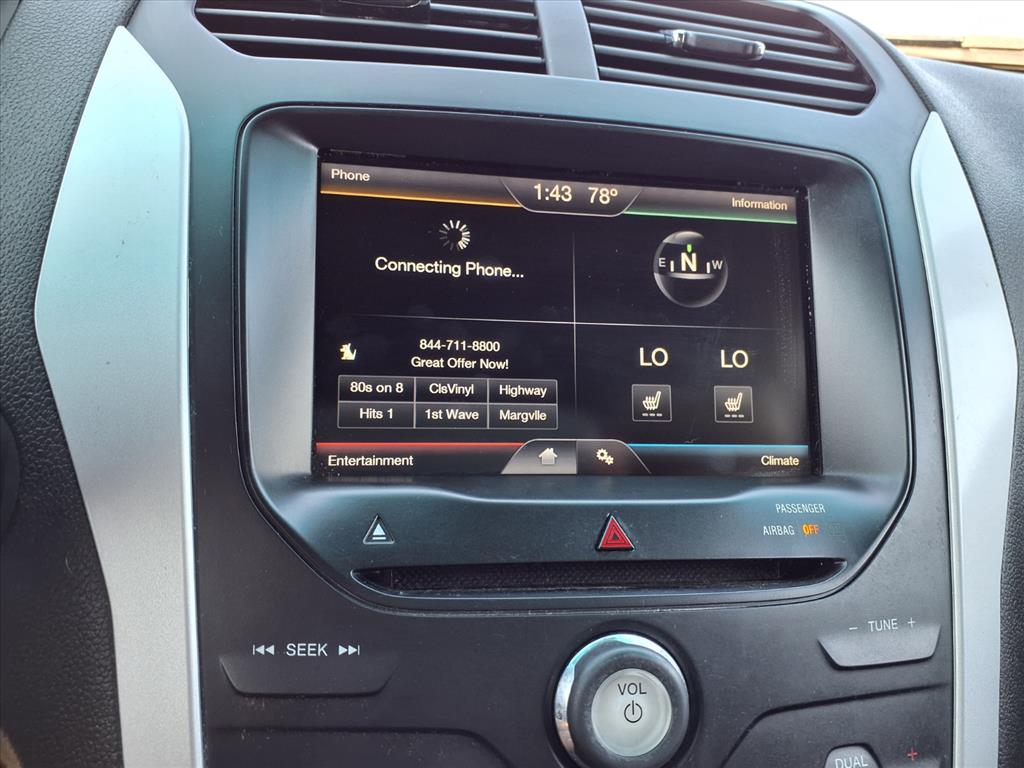 Phone
1:43 78°
Information
Connecting Phone...
E N W
844-711-8800
Great Offer Now!
LO LO
80s on 8 ClsVinyl Highway
Hits 1 1st Wave Margvlle
Entertainment
Climate
PASSENGER
AIRBAG OFF
SEEK
− TUNE +
VOL
DUAL +